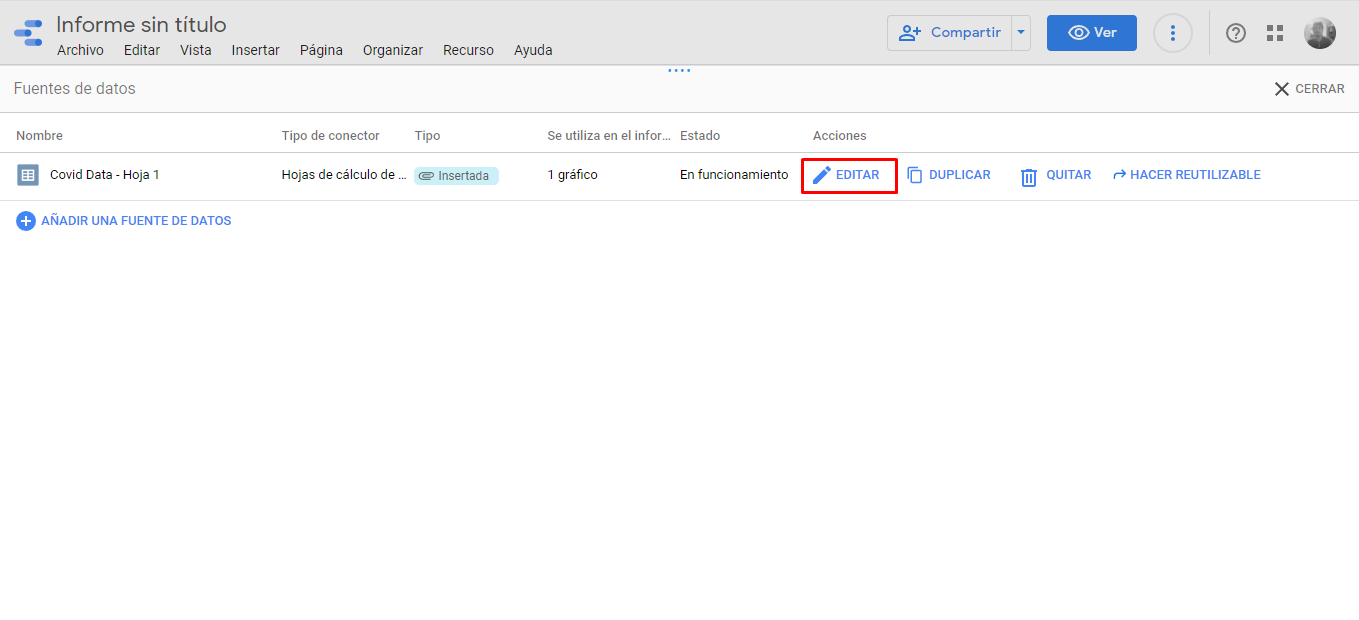 Informe sin título
Archivo Editar Vista Insertar Página Organizar Recurso Ayuda
Compartir Ver
Fuentes de datos CERRAR
Nombre Tipo de conector Tipo Se utiliza en el infor... Estado Acciones
Covid Data - Hoja 1 Hojas de cálculo de ... Insertada 1 gráfico En funcionamiento EDITAR DUPLICAR QUITAR HACER REUTILIZABLE
AÑADIR UNA FUENTE DE DATOS